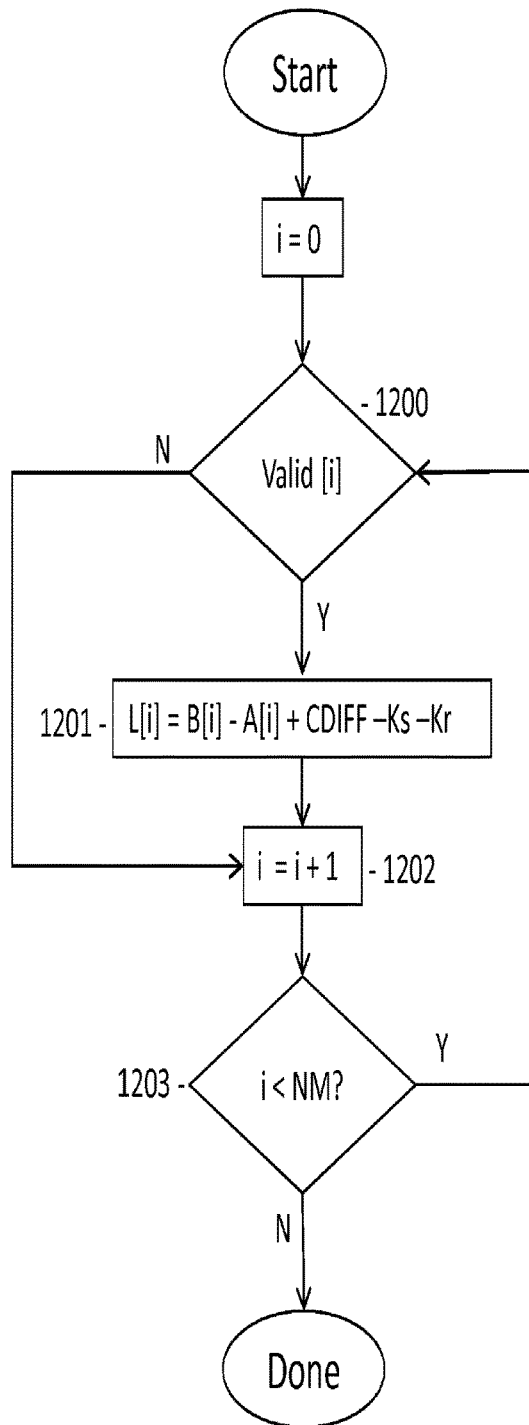 Start
i = 0
- 1200
N
Valid [i]
Y
1201 -
L[i] = B[i] - A[i] + CDIFF –Ks –Kr
i = i + 1
- 1202
Y
1203 -
i < NM?
N
Done